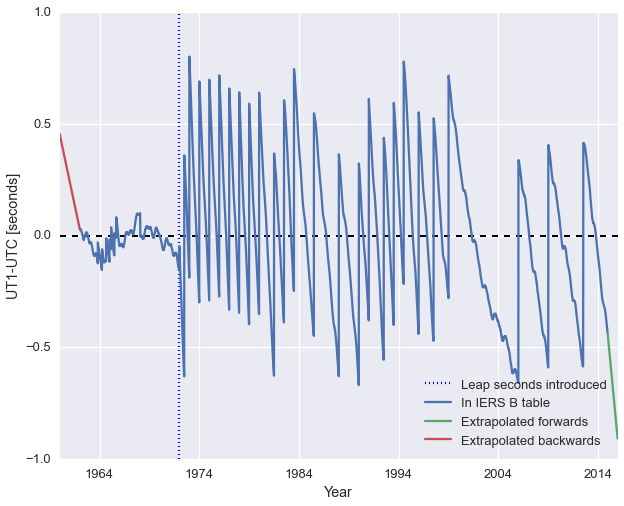 1.0
0.5
0.0
−0.5
−1.0
UT1-UTC [seconds]
Leap seconds introduced
In IERS B table
Extrapolated forwards
Extrapolated backwards
1964 1974 1984 1994 2004 2014
Year